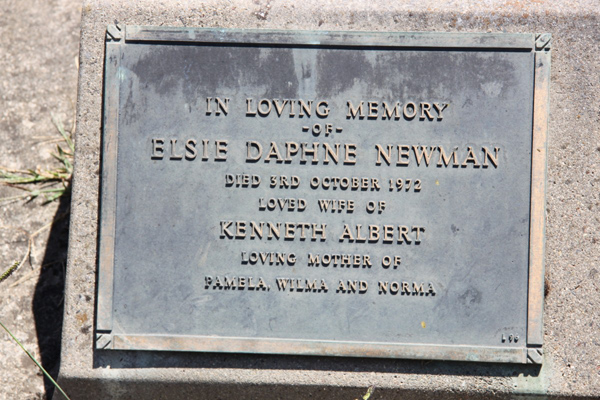 IN LOVING MEMORY
-OF-
ELSIE DAPHNE NEWMAN
DIED 3RD OCTOBER 1972
LOVED WIFE OF
KENNETH ALBERT
LOVING MOTHER OF
PAMELA, WILMA AND NORMA